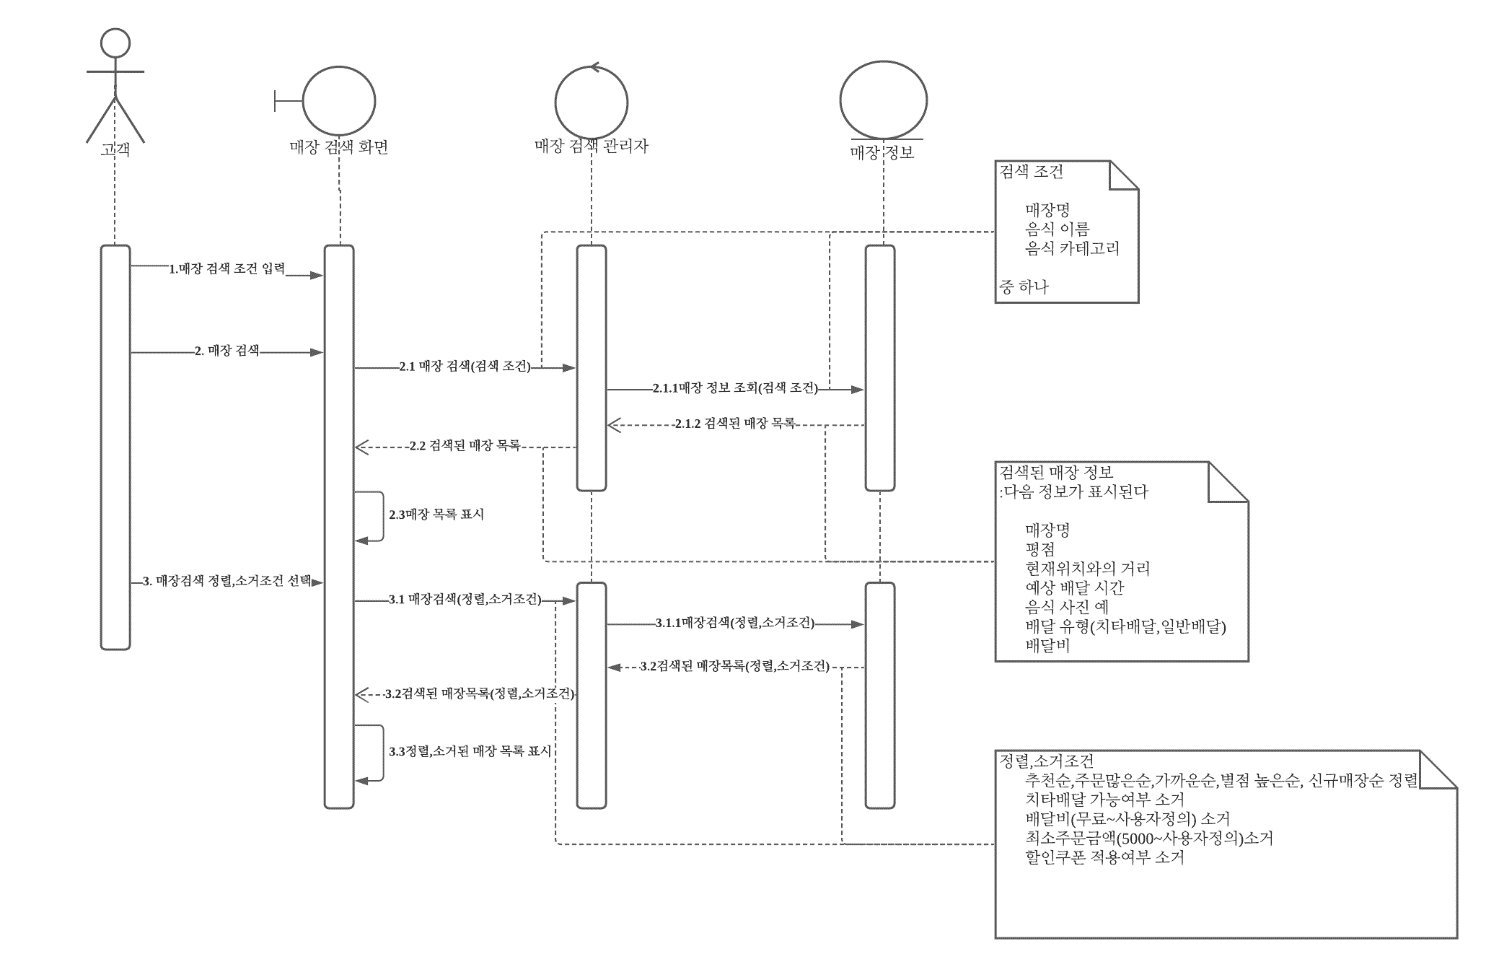 고객
매장 검색 화면
매장 검색 관리자
매장 정보
검색 조건
매장명
음식 이름
음식 카테고리
중 하나
1.매장 검색 조건 입력
2. 매장 검색
2.1 매장 검색(검색 조건)
2.1.1매장 정보 조회(검색 조건)
2.1.2 검색된 매장 목록
2.2 검색된 매장 목록
검색된 매장 정보
:다음 정보가 표시된다
매장명
평점
현재위치와의 거리
예상 배달 시간
음식 사진 예
배달 유형(치타배달,일반배달)
배달비
2.3매장 목록 표시
3. 매장검색 정렬,소거조건 선택
3.1 매장검색(정렬,소거조건)
3.1.1매장검색(정렬,소거조건)
3.2검색된 매장목록(정렬,소거조건)
3.2검색된 매장목록(정렬,소거조건)
3.3정렬,소거된 매장 목록 표시
정렬,소거조건
추천순,주문많은순,가까운순,별점 높은순, 신규매장순 정렬
치타배달 가능여부 소거
배달비(무료~사용자정의) 소거
최소주문금액(5000~사용자정의)소거
할인쿠폰 적용여부 소거